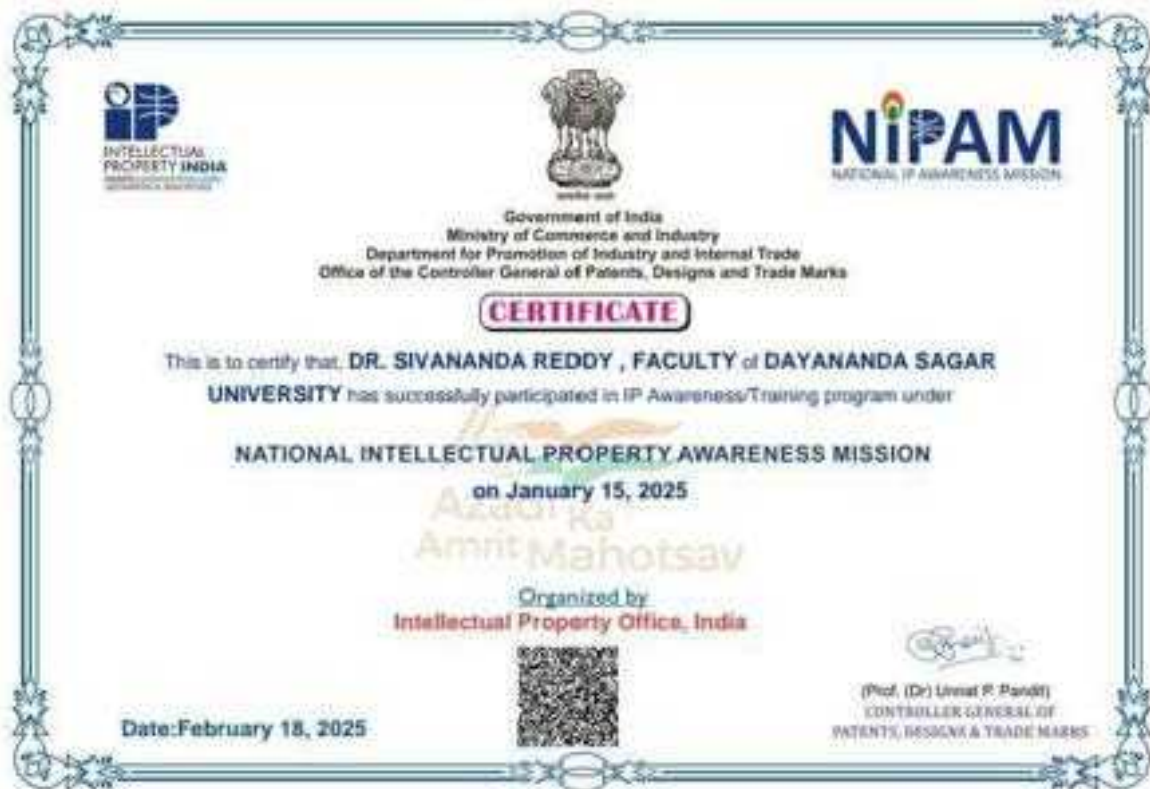 iP
INTELLECTUAL
PROPERTY INDIA
NiPAM
NATIONAL IP AWARENESS MISSION
Government of India
Ministry of Commerce and Industry
Department for Promotion of Industry and Internal Trade
Office of the Controller General of Patents, Designs and Trade Marks
CERTIFICATE
This is to certify that, DR. SIVANANDA REDDY , FACULTY of DAYANANDA SAGAR
UNIVERSITY has successfully participated in IP Awareness/Training program under
NATIONAL INTELLECTUAL PROPERTY AWARENESS MISSION
on January 15, 2025
Azadi Ka
Amrit Mahotsav
Organized by
Intellectual Property Office, India
Date:February 18, 2025
(Prof. (Dr) Unnat P. Pandit)
CONTROLLER GENERAL OF
PATENTS, DESIGNS & TRADE MARKS